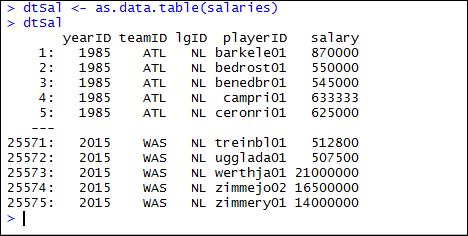 > dtSal <- as.data.table(salaries)
> dtSal
yearID teamID lgID playerID salary
1: 1985 ATL NL barkele01 870000
2: 1985 ATL NL bedrost01 550000
3: 1985 ATL NL benedbr01 545000
4: 1985 ATL NL campri01 633333
5: 1985 ATL NL ceronri01 625000
---
25571: 2015 WAS NL treinbl01 512800
25572: 2015 WAS NL ugglada01 507500
25573: 2015 WAS NL werthja01 21000000
25574: 2015 WAS NL zimmejo02 16500000
25575: 2015 WAS NL zimmery01 14000000
>